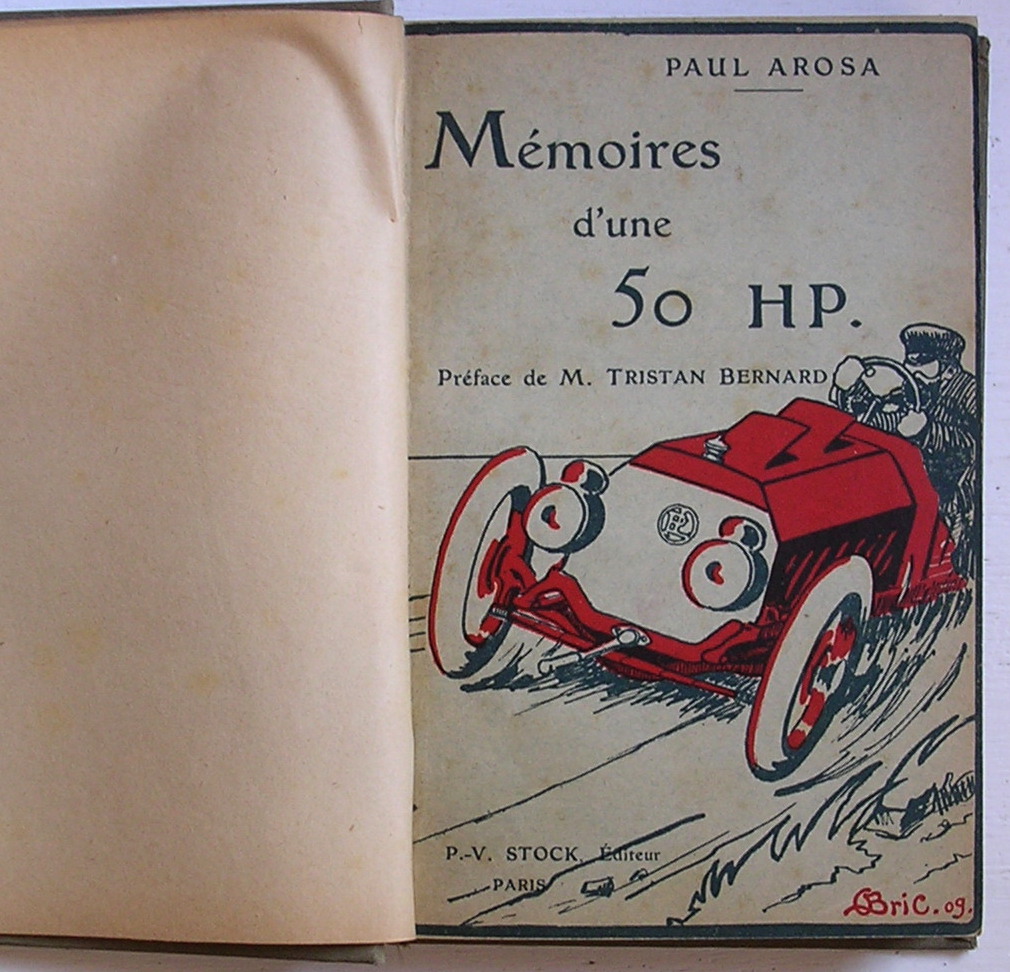 PAUL AROSA
Mémoires
d'une
50 HP.
Préface de M. TRISTAN BERNARD
P.-V. STOCK, Éditeur
PARIS
Bric. 09.